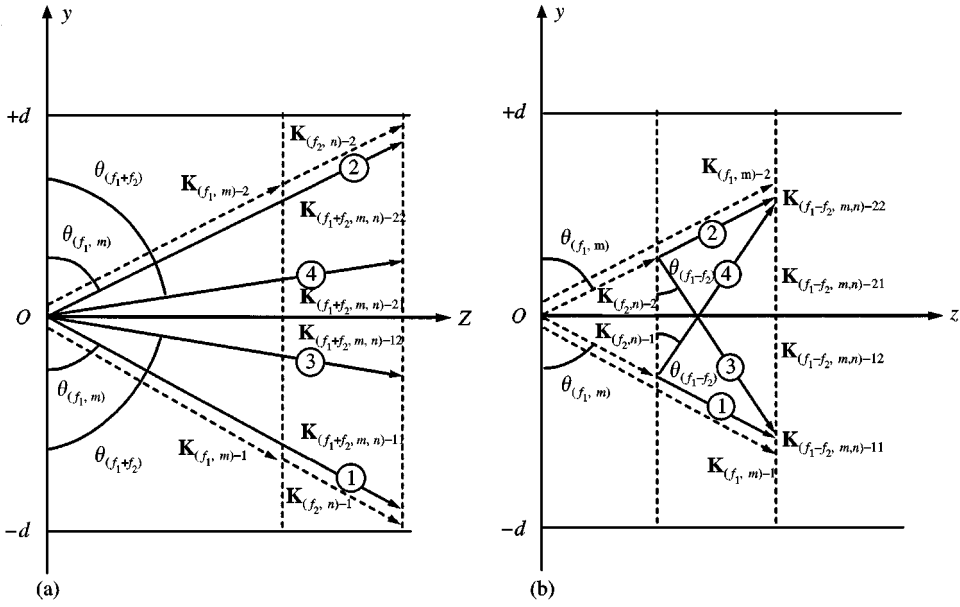 y
+d
θ(f₁+f₂)
K(f₂, n)−2
2
K(f₁, m)−2
K(f₁+f₂, m, n)−22
θ(f₁, m)
4
K(f₁+f₂, m, n)−2
O
Z
K(f₁+f₂, m, n)−12
3
θ(f₁, m)
K(f₁+f₂, m, n)−1
θ(f₁+f₂)
K(f₁, m)−1
1
K(f₂, n)−1
−d
(a)
y
+d
K(f₁, m)−2
K(f₁−f₂, m,n)−22
2
θ(f₁, m)
θ(f₁−f₂)
4
K(f₁−f₂, m,n)−21
K(f₂,n)−2
O
z
K(f₂,n)−1
K(f₁−f₂, m,n)−12
3
θ(f₁−f₂)
θ(f₁, m)
1
K(f₁−f₂, m,n)−11
K(f₁, m)−1
−d
(b)